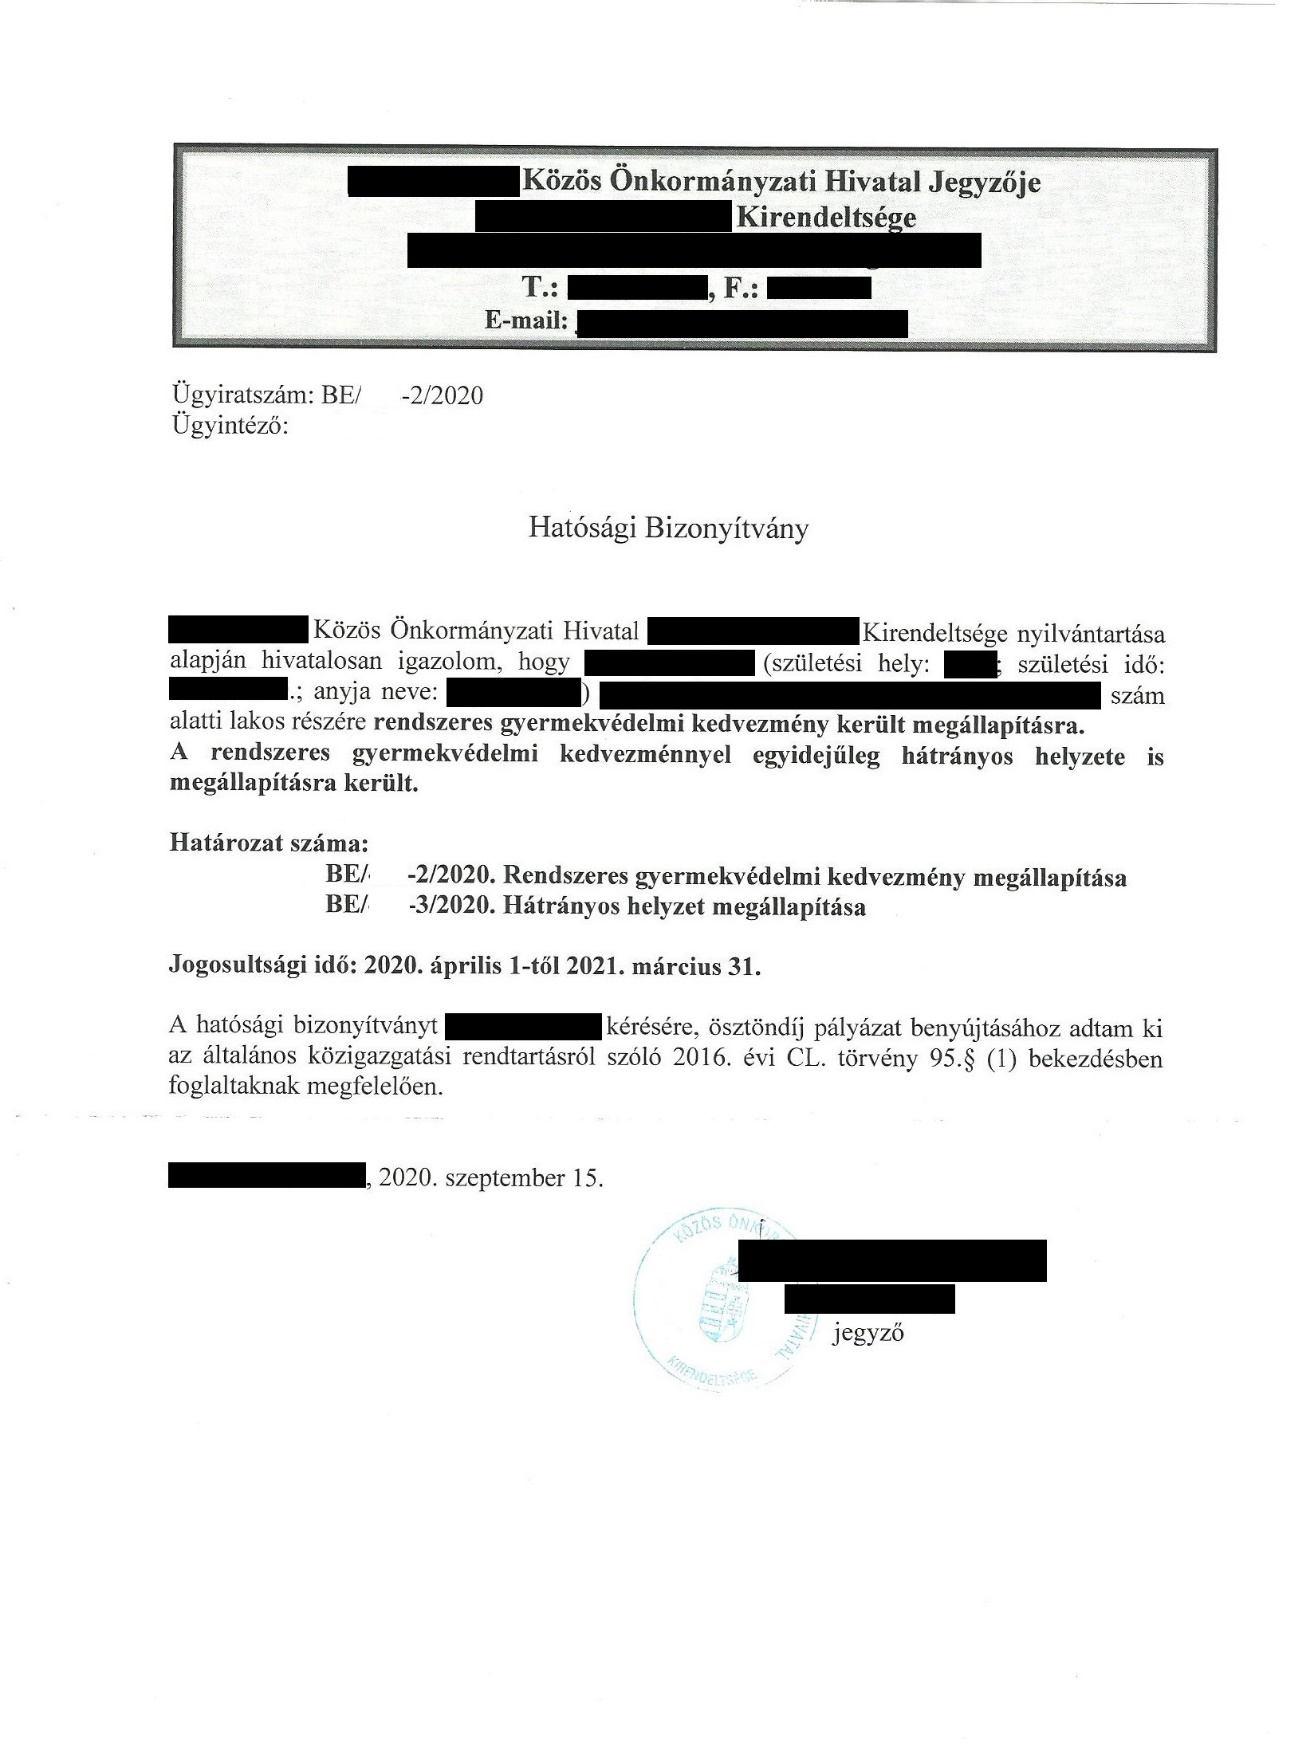 Közös Önkormányzati Hivatal Jegyzője
Kirendeltsége
T.: , F.:
E-mail:
Ügyiratszám: BE/ -2/2020
Ügyintéző:
Hatósági Bizonyítvány
Közös Önkormányzati Hivatal Kirendeltsége nyilvántartása
alapján hivatalosan igazolom, hogy (születési hely: ; születési idő:
.; anyja neve: ) szám
alatti lakos részére rendszeres gyermekvédelmi kedvezmény került megállapításra.
A rendszeres gyermekvédelmi kedvezménnyel egyidejűleg hátrányos helyzete is
megállapításra került.
Határozat száma:
BE/ -2/2020. Rendszeres gyermekvédelmi kedvezmény megállapítása
BE/ -3/2020. Hátrányos helyzet megállapítása
Jogosultsági idő: 2020. április 1-től 2021. március 31.
A hatósági bizonyítványt kérésére, ösztöndíj pályázat benyújtásához adtam ki
az általános közigazgatási rendtartásról szóló 2016. évi CL. törvény 95.§ (1) bekezdésben
foglaltaknak megfelelően.
, 2020. szeptember 15.
KÖZÖS ÖNKOR
HIVATAL
KIRENDELTSÉGE
jegyző